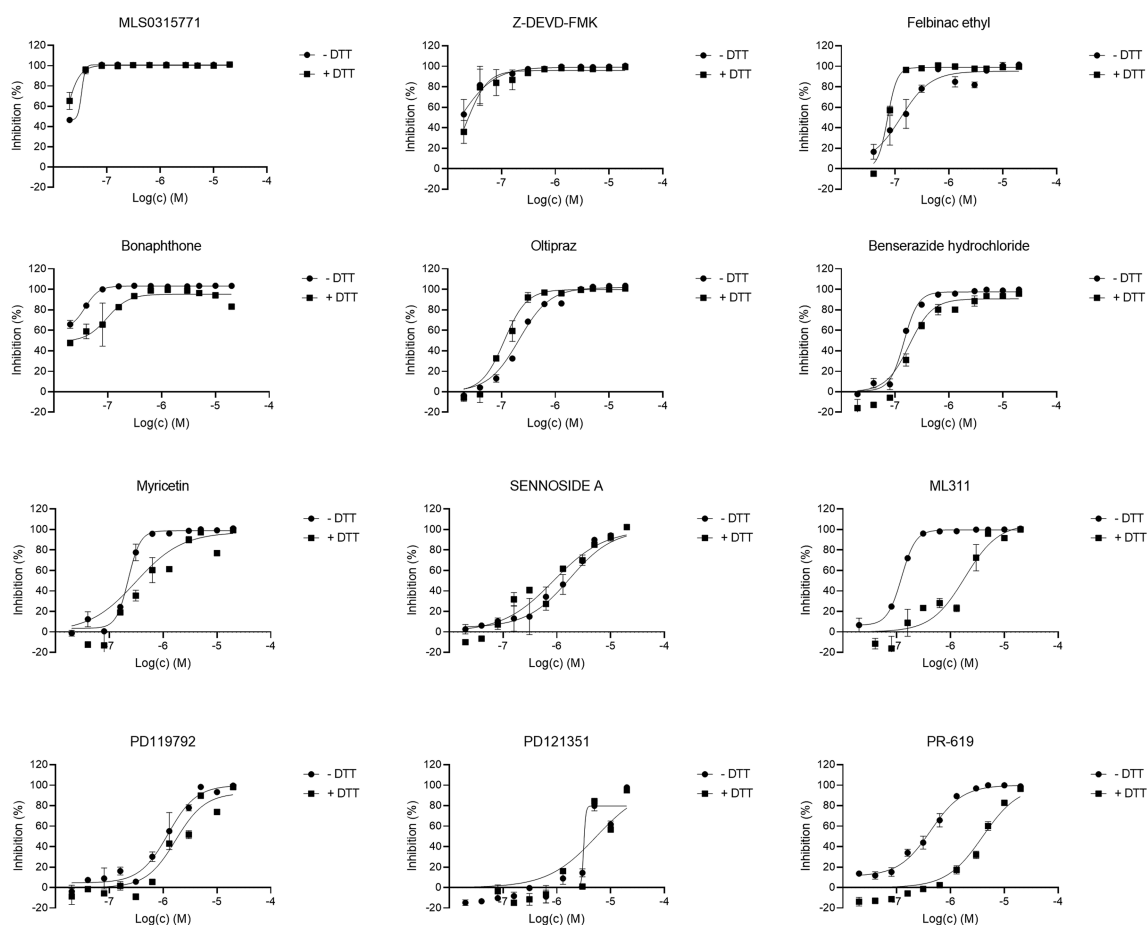 MLS0315771
Inhibition (%)
120
100
80
60
40
20
0
-20
-7 -6 -5 -4
Log(c) (M)
- DTT
+ DTT
Z-DEVD-FMK
Inhibition (%)
120
100
80
60
40
20
0
-20
-7 -6 -5 -4
Log(c) (M)
- DTT
+ DTT
Felbinac ethyl
Inhibition (%)
120
100
80
60
40
20
0
-20
-7 -6 -5 -4
Log(c) (M)
- DTT
+ DTT
Bonaphthone
Inhibition (%)
120
100
80
60
40
20
0
-20
-7 -6 -5 -4
Log(c) (M)
- DTT
+ DTT
Oltipraz
Inhibition (%)
120
100
80
60
40
20
0
-20
-7 -6 -5 -4
Log(c) (M)
- DTT
+ DTT
Benserazide hydrochloride
Inhibition (%)
120
100
80
60
40
20
0
-20
-7 -6 -5 -4
Log(c) (M)
- DTT
+ DTT
Myricetin
Inhibition (%)
120
100
80
60
40
20
0
-20
-7 -6 -5 -4
Log(c) (M)
- DTT
+ DTT
SENNOSIDE A
Inhibition (%)
120
100
80
60
40
20
0
-20
-7 -6 -5 -4
Log(c) (M)
- DTT
+ DTT
ML311
Inhibition (%)
120
100
80
60
40
20
0
-20
-7 -6 -5 -4
Log(c) (M)
- DTT
+ DTT
PD119792
Inhibition (%)
120
100
80
60
40
20
0
-20
-7 -6 -5 -4
Log(c) (M)
- DTT
+ DTT
PD121351
Inhibition (%)
120
100
80
60
40
20
0
-20
-7 -6 -5 -4
Log(c) (M)
- DTT
+ DTT
PR-619
Inhibition (%)
120
100
80
60
40
20
0
-20
-7 -6 -5 -4
Log(c) (M)
- DTT
+ DTT